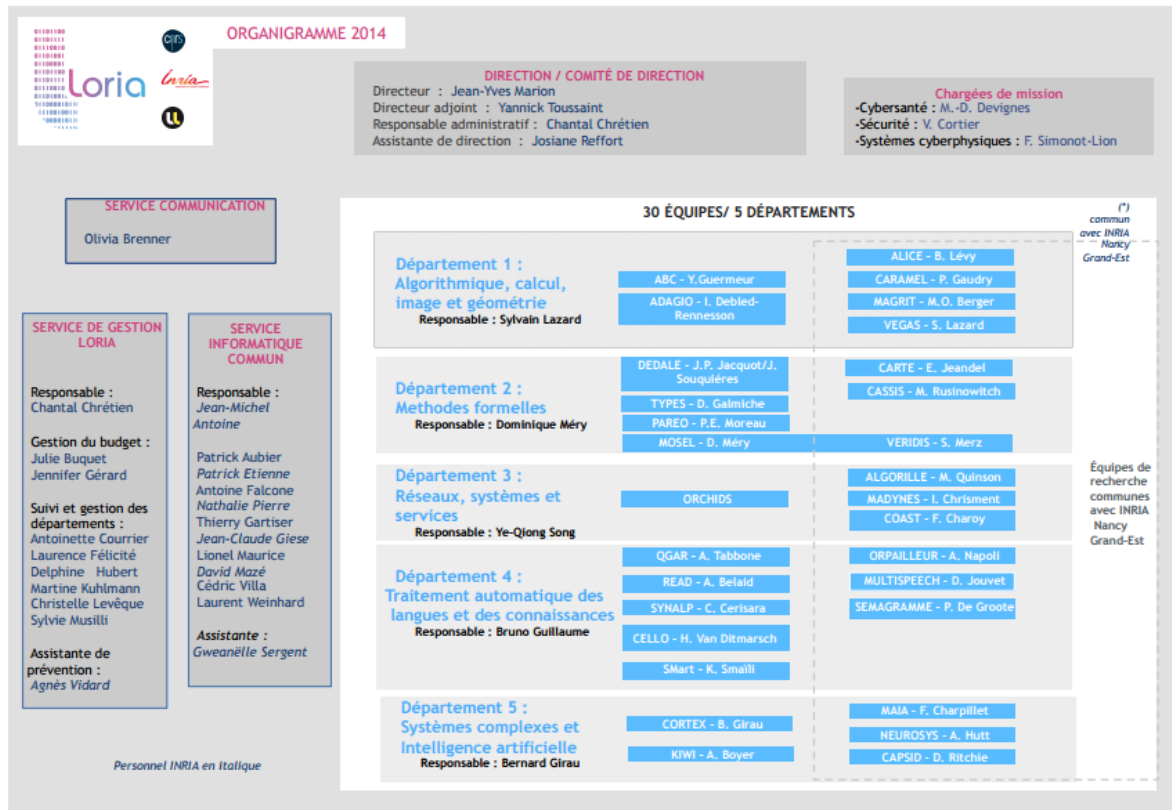 ORGANIGRAMME 2014
cnrs
Loria
Inria
DIRECTION / COMITÉ DE DIRECTION
Directeur : Jean-Yves Marion
Directeur adjoint : Yannick Toussaint
Responsable administratif : Chantal Chrétien
Assistante de direction : Josiane Reffort
Chargées de mission
-Cybersanté : M.-D. Devignes
-Sécurité : V. Cortier
-Systèmes cyberphysiques : F. Simonot-Lion
SERVICE COMMUNICATION
Olivia Brenner
SERVICE DE GESTION
LORIA
Responsable :
Chantal Chrétien
Gestion du budget :
Julie Buquet
Jennifer Gérard
Suivi et gestion des
départements :
Antoinette Courrier
Laurence Félicité
Delphine Hubert
Martine Kuhlmann
Christelle Levêque
Sylvie Musilli
Assistante de
prévention :
Agnès Vidard
SERVICE
INFORMATIQUE
COMMUN
Responsable :
Jean-Michel
Antoine
Patrick Aubier
Patrick Etienne
Antoine Falcone
Nathalie Pierre
Thierry Gartiser
Jean-Claude Giese
Lionel Maurice
David Mazé
Cédric Villa
Laurent Weinhard
Assistante :
Gweanëlle Sergent
Personnel INRIA en italique
30 ÉQUIPES/ 5 DÉPARTEMENTS
(*)
commun
avec INRIA
Nancy
Grand-Est
Département 1 :
Algorithmique, calcul,
image et géométrie
Responsable : Sylvain Lazard
ABC - Y.Guermeur
ADAGIO - I. Debled-
Rennesson
ALICE - B. Lévy
CARAMEL - P. Gaudry
MAGRIT - M.O. Berger
VEGAS - S. Lazard
Département 2 :
Methodes formelles
Responsable : Dominique Méry
DEDALE - J.P. Jacquot/J.
Souquiéres
TYPES - D. Galmiche
PAREO - P.E. Moreau
MOSEL - D. Méry
CARTE - E. Jeandel
CASSIS - M. Rusinowitch
VERIDIS - S. Merz
Département 3 :
Réseaux, systèmes et
services
Responsable : Ye-Qiong Song
ORCHIDS
ALGORILLE - M. Quinson
MADYNES - I. Chrisment
COAST - F. Charoy
Équipes de
recherche
communes
avec INRIA
Nancy
Grand-Est
Département 4 :
Traitement automatique des
langues et des connaissances
Responsable : Bruno Guillaume
QGAR - A. Tabbone
READ - A. Belaid
SYNALP - C. Cerisara
CELLO - H. Van Ditmarsch
SMart - K. Smaïli
ORPAILLEUR - A. Napoli
MULTISPEECH - D. Jouvet
SEMAGRAMME - P. De Groote
Département 5 :
Systèmes complexes et
Intelligence artificielle
Responsable : Bernard Girau
CORTEX - B. Girau
KIWI - A. Boyer
MAIA - F. Charpillet
NEUROSYS - A. Hutt
CAPSID - D. Ritchie